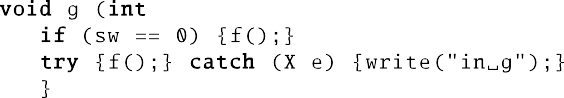 void g (int
if (sw == 0) {f();}
try {f();} catch (X e) {write("in␣g");}
}